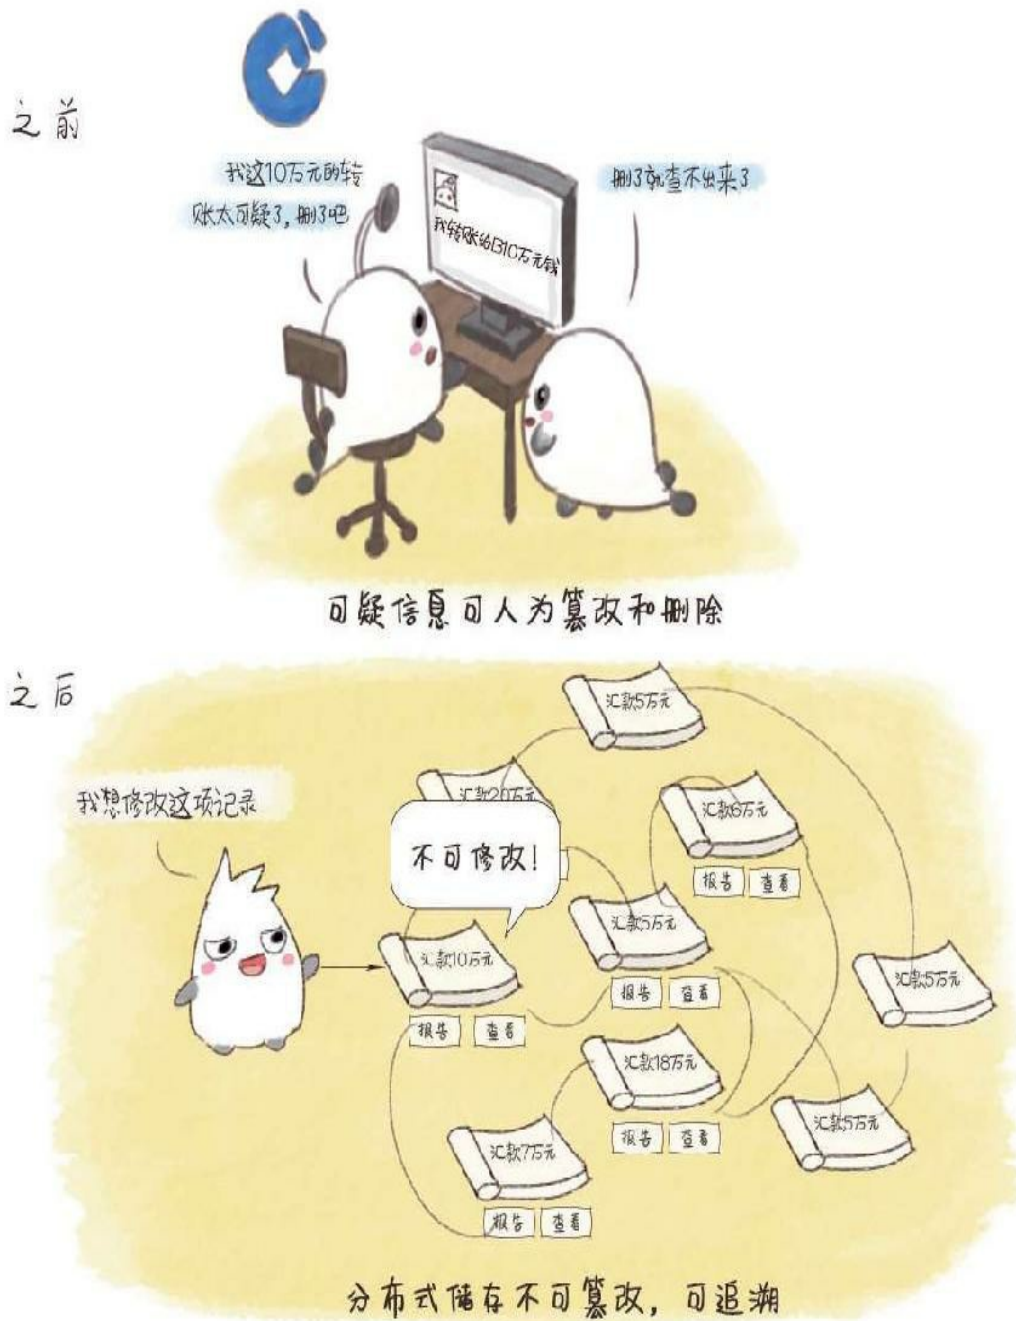 之前
我这10万元的转
账太可疑了,删了吧
删了就查不出来了
我转账给B10万元钱
可疑信息可人为篡改和删除
之后
汇款5万元
我想修改这项记录
汇款20万元
汇款6万元
不可修改!
报告 查看
汇款5万元
汇款10万元
汇款5万元
报告 查看
报告 查看
汇款18万元
汇款5万元
报告 查看
汇款7万元
报告 查看
分布式储存不可篡改,可追溯